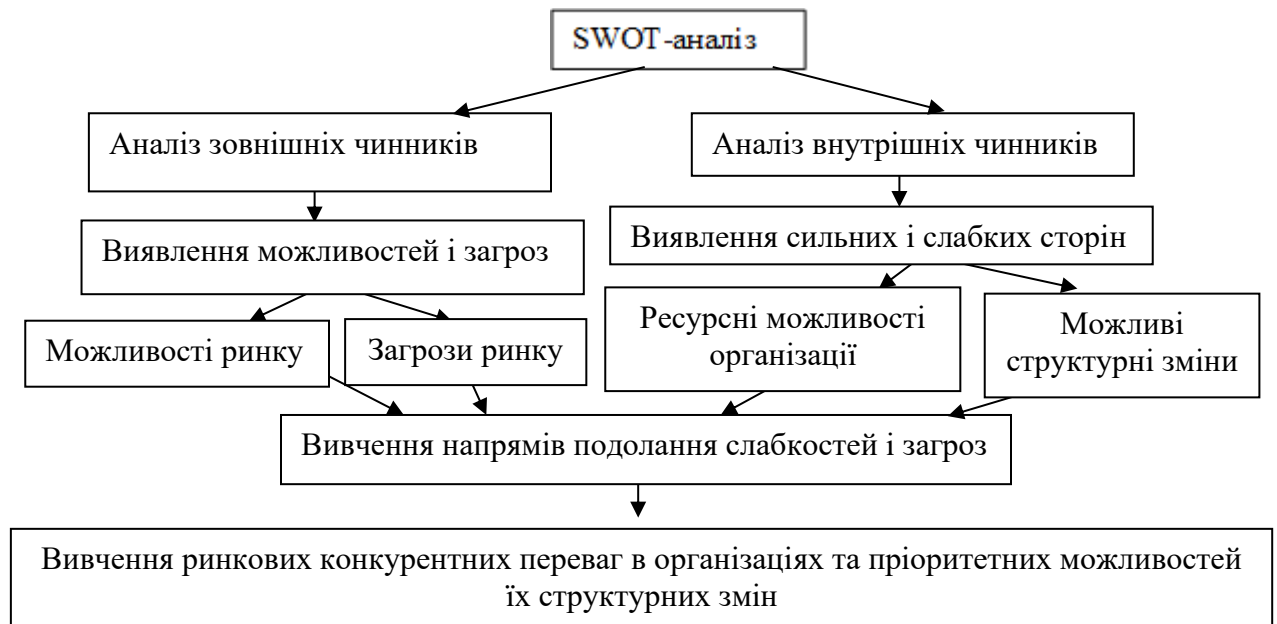 SWOT-аналіз
Аналіз зовнішніх чинників
Аналіз внутрішніх чинників
Виявлення можливостей і загроз
Виявлення сильних і слабких сторін
Можливості ринку
Загрози ринку
Ресурсні можливості
організації
Можливі
структурні зміни
Вивчення напрямів подолання слабкостей і загроз
Вивчення ринкових конкурентних переваг в організаціях та пріоритетних можливостей
їх структурних змін